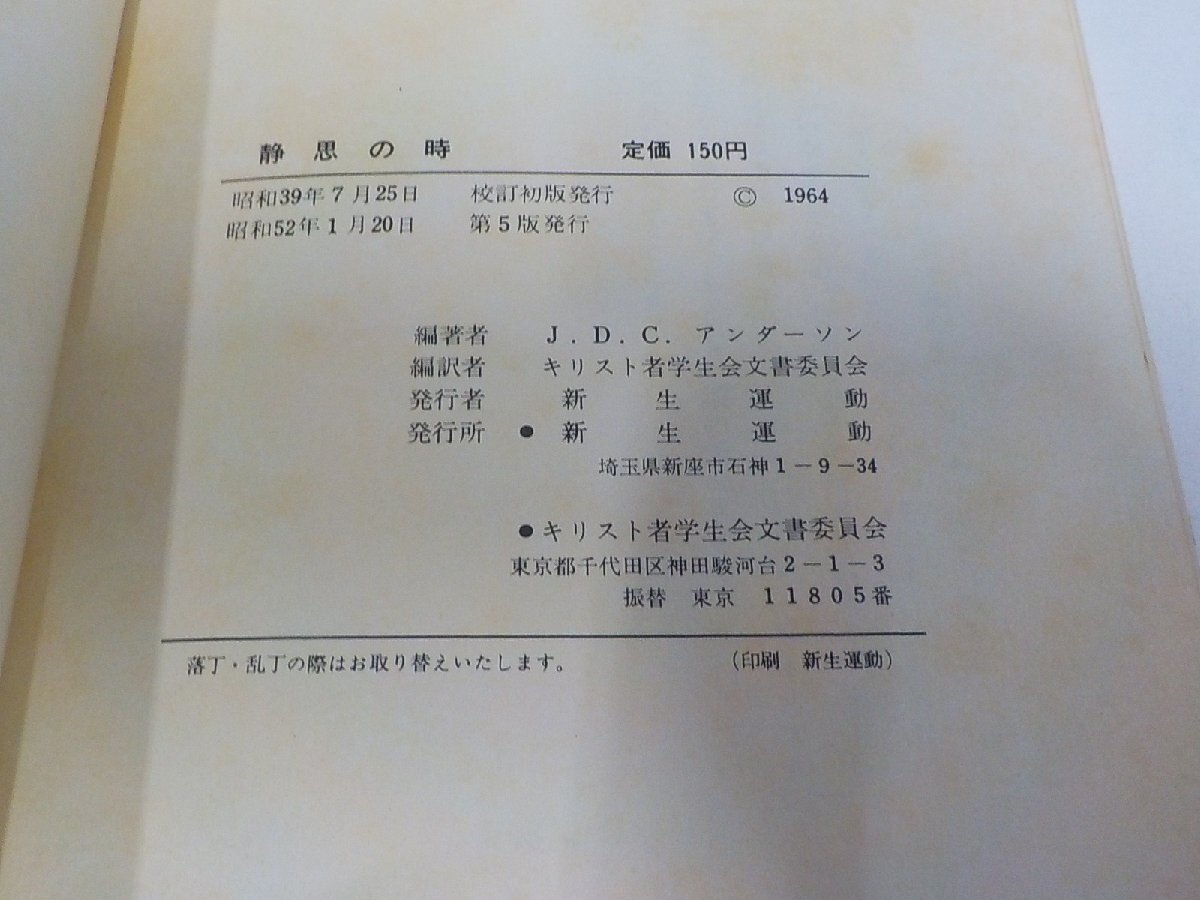 静思の時　定価 150円
昭和39年7月25日　校訂初版発行　© 1964
昭和52年1月20日　第5版発行
編著者　J．D．C．アンダーソン
編訳者　キリスト者学生会文書委員会
発行者　新生運動
発行所　●新生運動
埼玉県新座市石神1－9－34
●キリスト者学生会文書委員会
東京都千代田区神田駿河台2－1－3
振替　東京　11805番
落丁・乱丁の際はお取り替えいたします。　（印刷　新生運動）